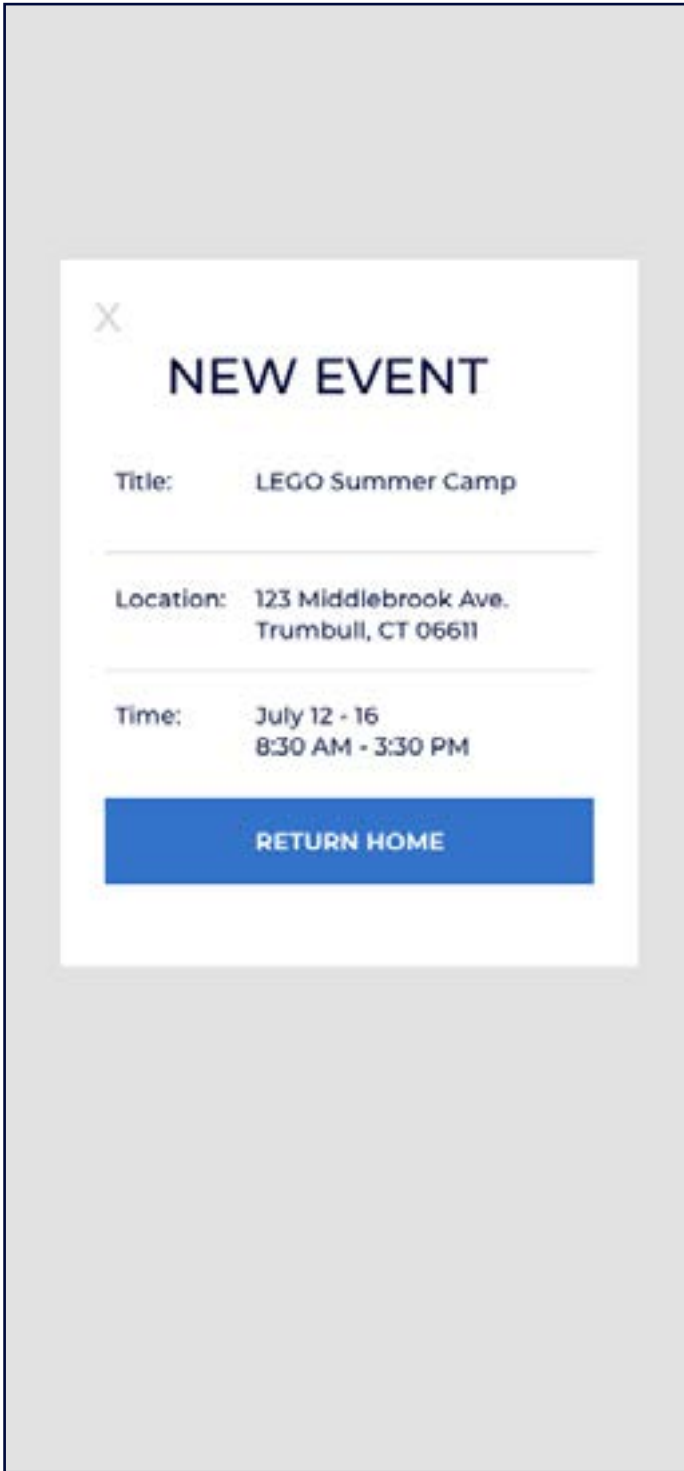 X
NEW EVENT
Title: LEGO Summer Camp
Location: 123 Middlebrook Ave.
Trumbull, CT 06611
Time: July 12 - 16
8:30 AM - 3:30 PM
RETURN HOME